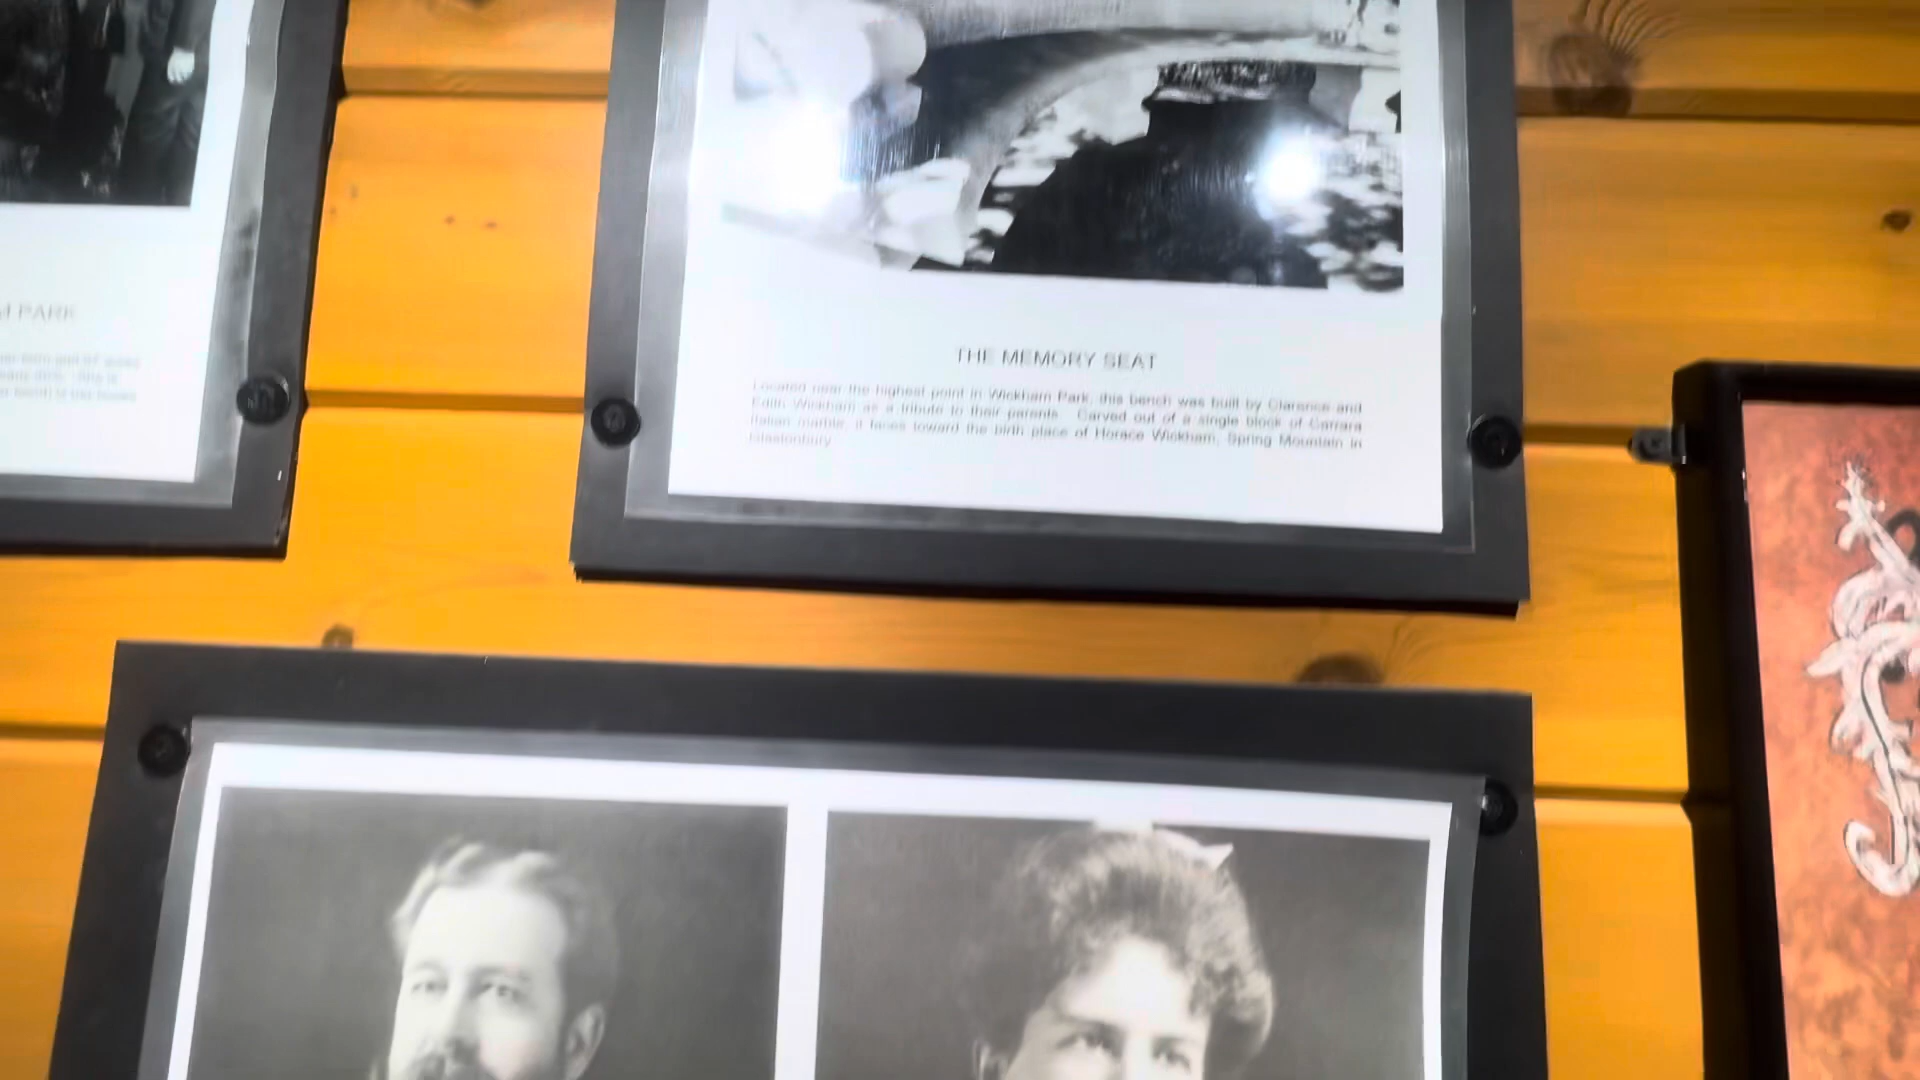 PARK
THE MEMORY SEAT
Located near the highest point in Wickham Park, this bench was built by Clarence and
Edith Wickham as a tribute to their parents. Carved out of a single block of Carrara
Italian marble, it faces toward the birth place of Horace Wickham, Spring Mountain in
Glastonbury.